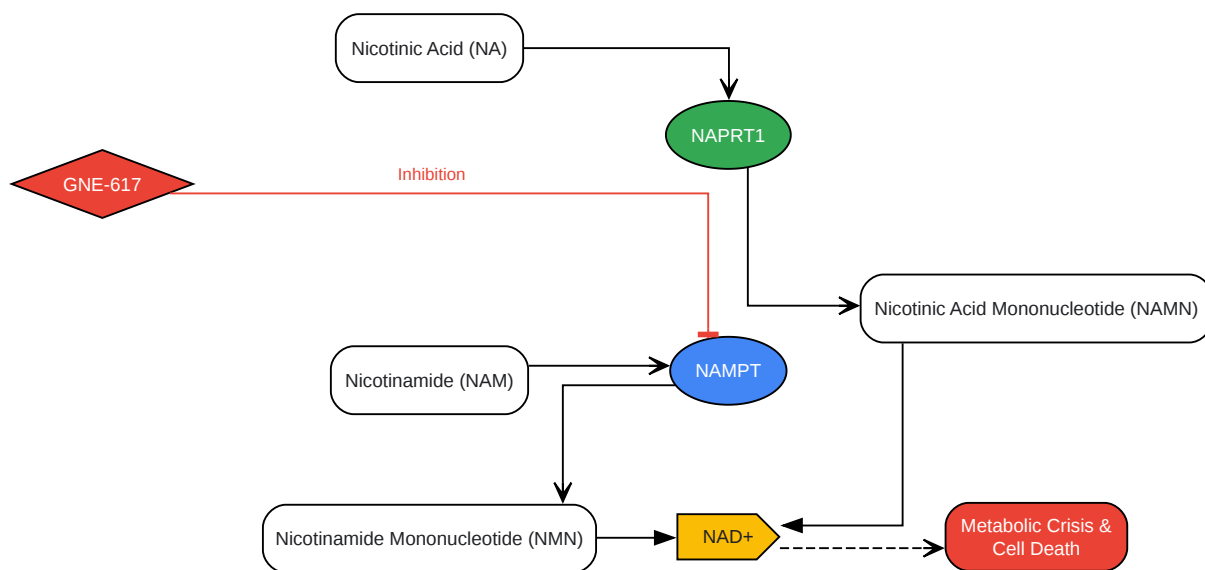 Nicotinic Acid (NA)
NAPRT1
GNE-617
Inhibition
Nicotinic Acid Mononucleotide (NAMN)
Nicotinamide (NAM)
NAMPT
Nicotinamide Mononucleotide (NMN)
NAD+
Metabolic Crisis &
Cell Death